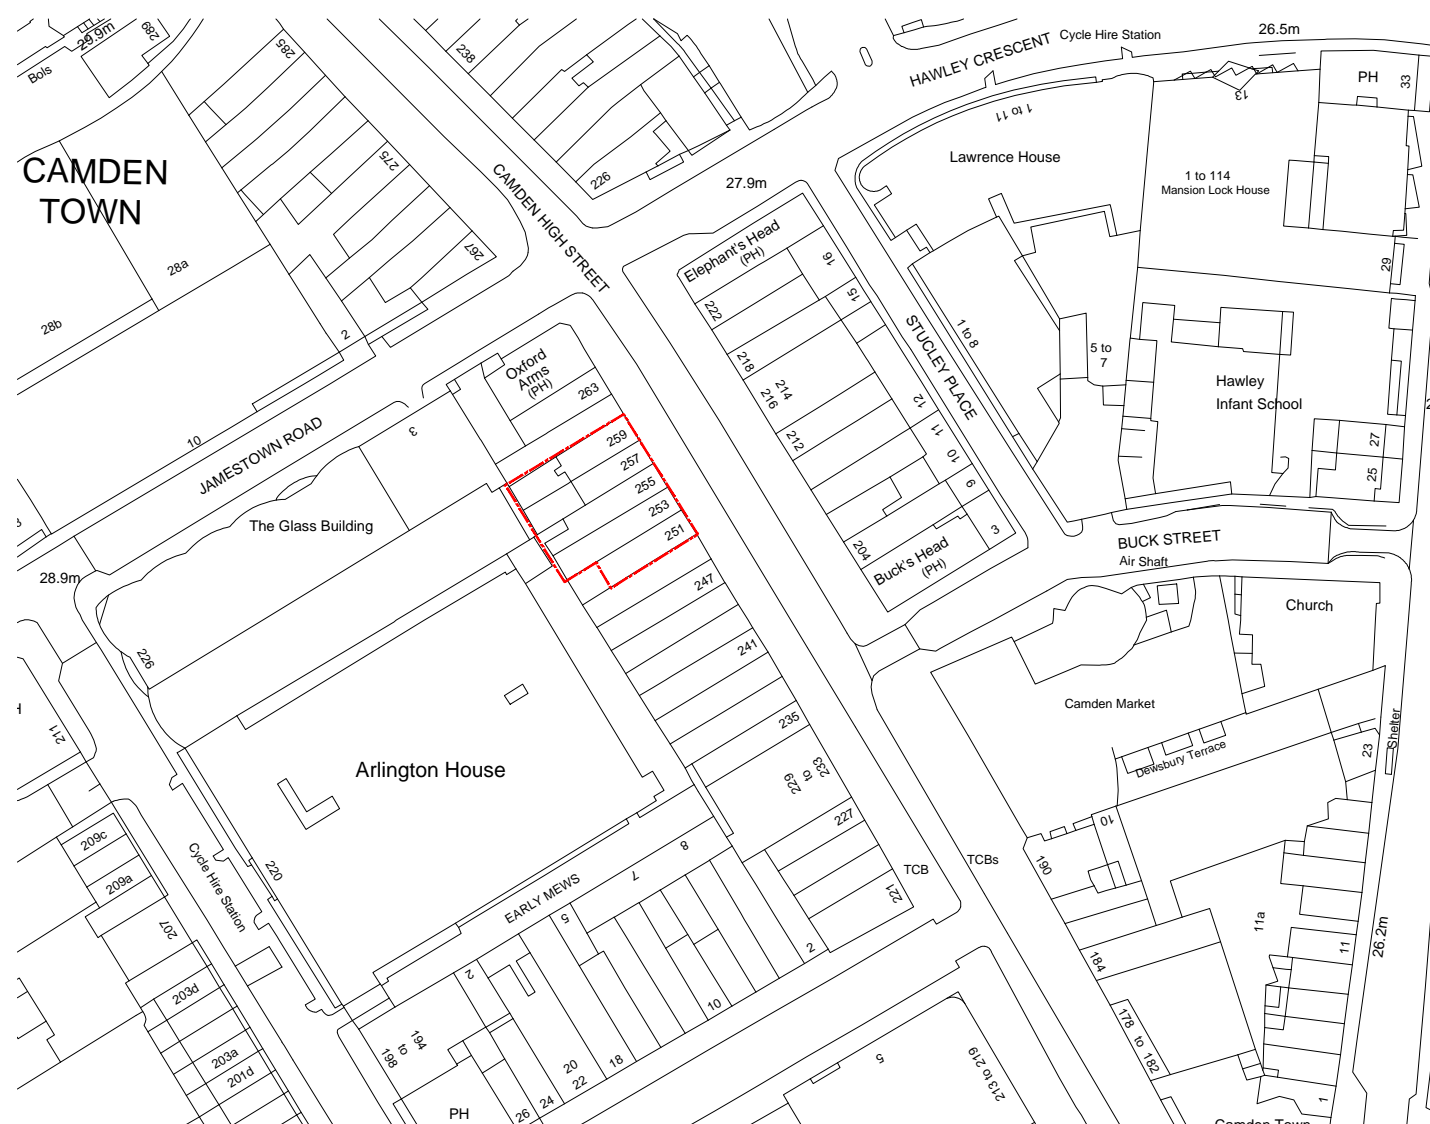 29.9m
289
Bols
285
238
HAWLEY CRESCENT
Cycle Hire Station
26.5m
PH
33
13
1 to 11
Lawrence House
1 to 114
Mansion Lock House
CAMDEN
TOWN
275
226
27.9m
CAMDEN HIGH STREET
267
28a
28b
2
Elephant's Head
(PH)
16
15
222
29
218
STUCLEY PLACE
1 to 8
5 to
7
Oxford
Arms
(PH)
263
214
216
12
Hawley
Infant School
10
JAMESTOWN ROAD
3
259
257
255
253
251
212
11
10
9
3
27
25
The Glass Building
204
Buck's Head
(PH)
BUCK STREET
Air Shaft
28.9m
247
Church
226
241
Camden Market
211
235
233
to
229
Dewsbury Terrace
Shelter
23
Arlington House
227
10
8
7
TCB
TCBs
190
209c
209a
207
Cycle Hire Station
220
EARLY MEWS
5
221
11a
11
26.2m
2
2
184
203d
203a
201d
198
to
194
10
178 to 182
20
22
18
24
26
PH
5
213 to 219
1
Camden Town